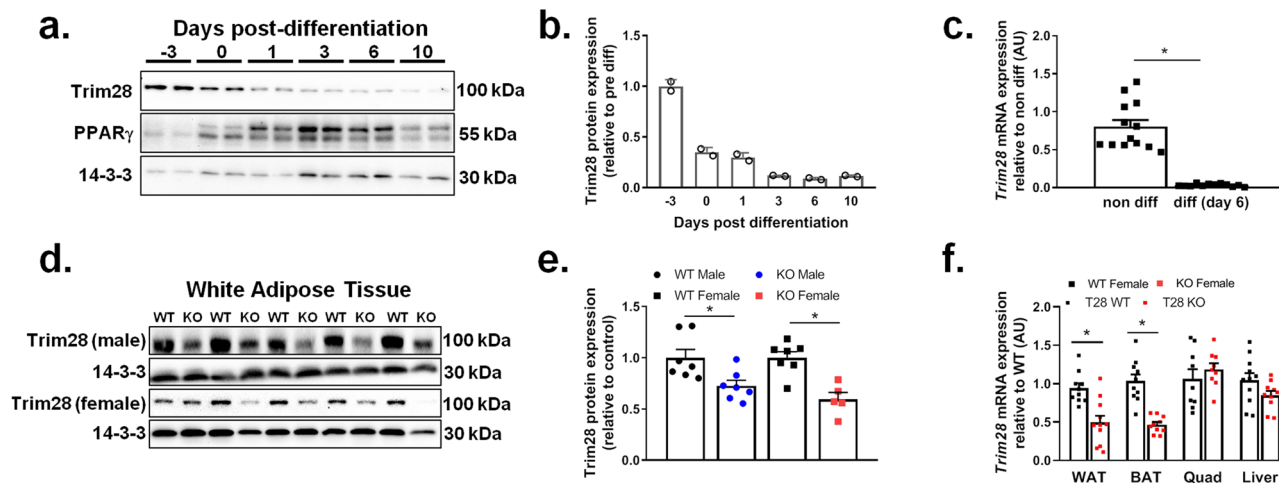 a.
Days post-differentiation
-3 0 1 3 6 10
Trim28 100 kDa
PPARγ 55 kDa
14-3-3 30 kDa
b.
Trim28 protein expression
(relative to pre diff)
1.5
1.0
0.5
0.0
-3 0 1 3 6 10
Days post differentiation
c.
Trim28 mRNA expression
relative to non diff (AU)
2.0
1.5
1.0
0.5
0.0
*
non diff diff (day 6)
d.
White Adipose Tissue
WT KO WT KO WT KO WT KO WT KO
Trim28 (male) 100 kDa
14-3-3 30 kDa
Trim28 (female) 100 kDa
14-3-3 30 kDa
e.
WT Male KO Male
WT Female KO Female
Trim28 protein expression
(relative to control)
1.5
1.0
0.5
0.0
* *
f.
WT Female KO Female
T28 WT T28 KO
Trim28 mRNA expression
relative to WT (AU)
2.0
1.5
1.0
0.5
0.0
* *
WAT BAT Quad Liver